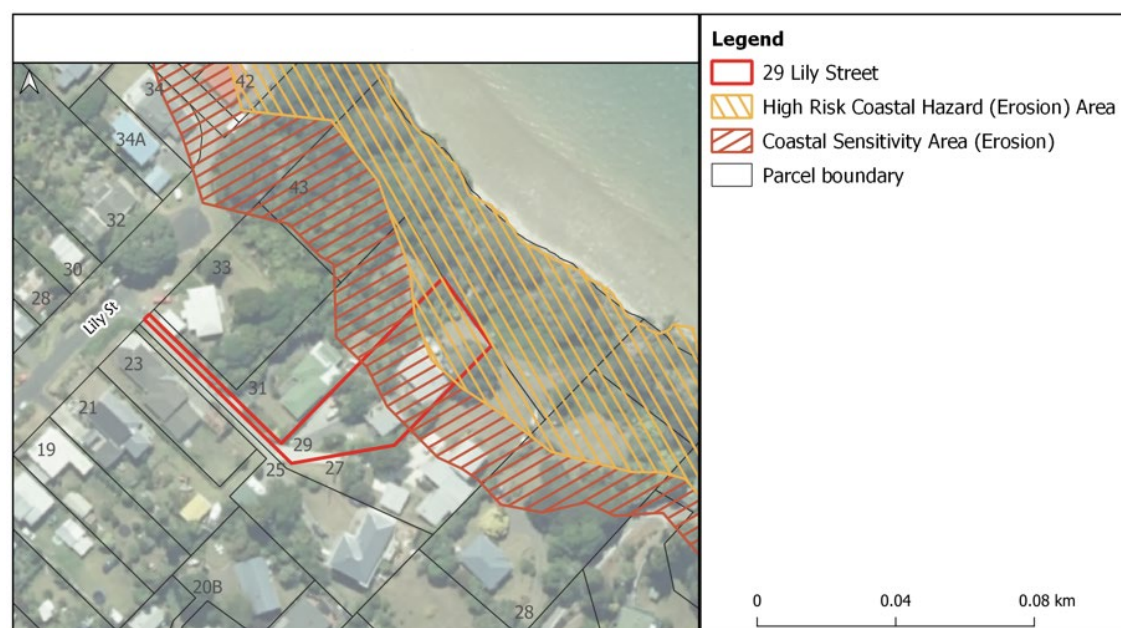 42
34
34A
43
32
33
30
28
Lily St
23
31
21
29
19
25
27
20B
28
Legend
29 Lily Street
High Risk Coastal Hazard (Erosion) Area
Coastal Sensitivity Area (Erosion)
Parcel boundary
0 0.04 0.08 km